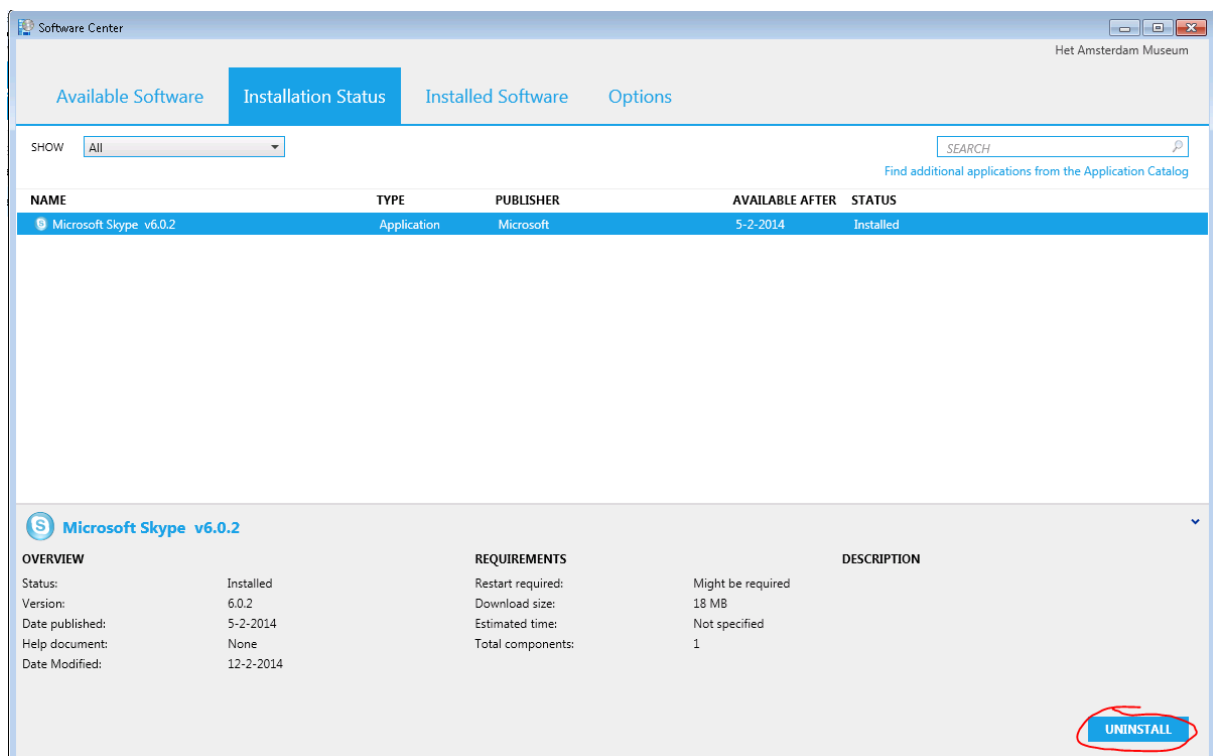 Software Center
Het Amsterdam Museum
Available Software Installation Status Installed Software Options
SHOW All SEARCH
Find additional applications from the Application Catalog
NAME TYPE PUBLISHER AVAILABLE AFTER STATUS
Microsoft Skype v6.0.2 Application Microsoft 5-2-2014 Installed
S Microsoft Skype v6.0.2
OVERVIEW REQUIREMENTS DESCRIPTION
Status: Installed Restart required: Might be required
Version: 6.0.2 Download size: 18 MB
Date published: 5-2-2014 Estimated time: Not specified
Help document: None Total components: 1
Date Modified: 12-2-2014
UNINSTALL